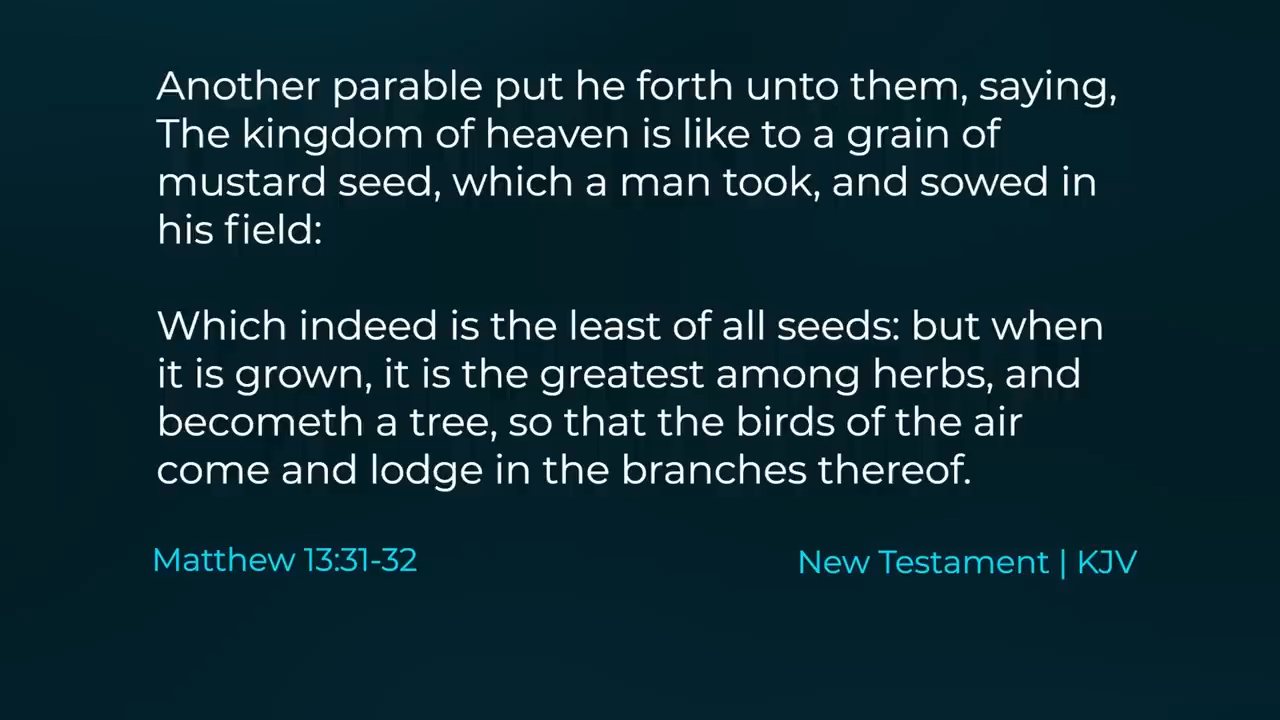 Another parable put he forth unto them, saying,
The kingdom of heaven is like to a grain of
mustard seed, which a man took, and sowed in
his field:
Which indeed is the least of all seeds: but when
it is grown, it is the greatest among herbs, and
becometh a tree, so that the birds of the air
come and lodge in the branches thereof.
Matthew 13:31-32
New Testament | KJV